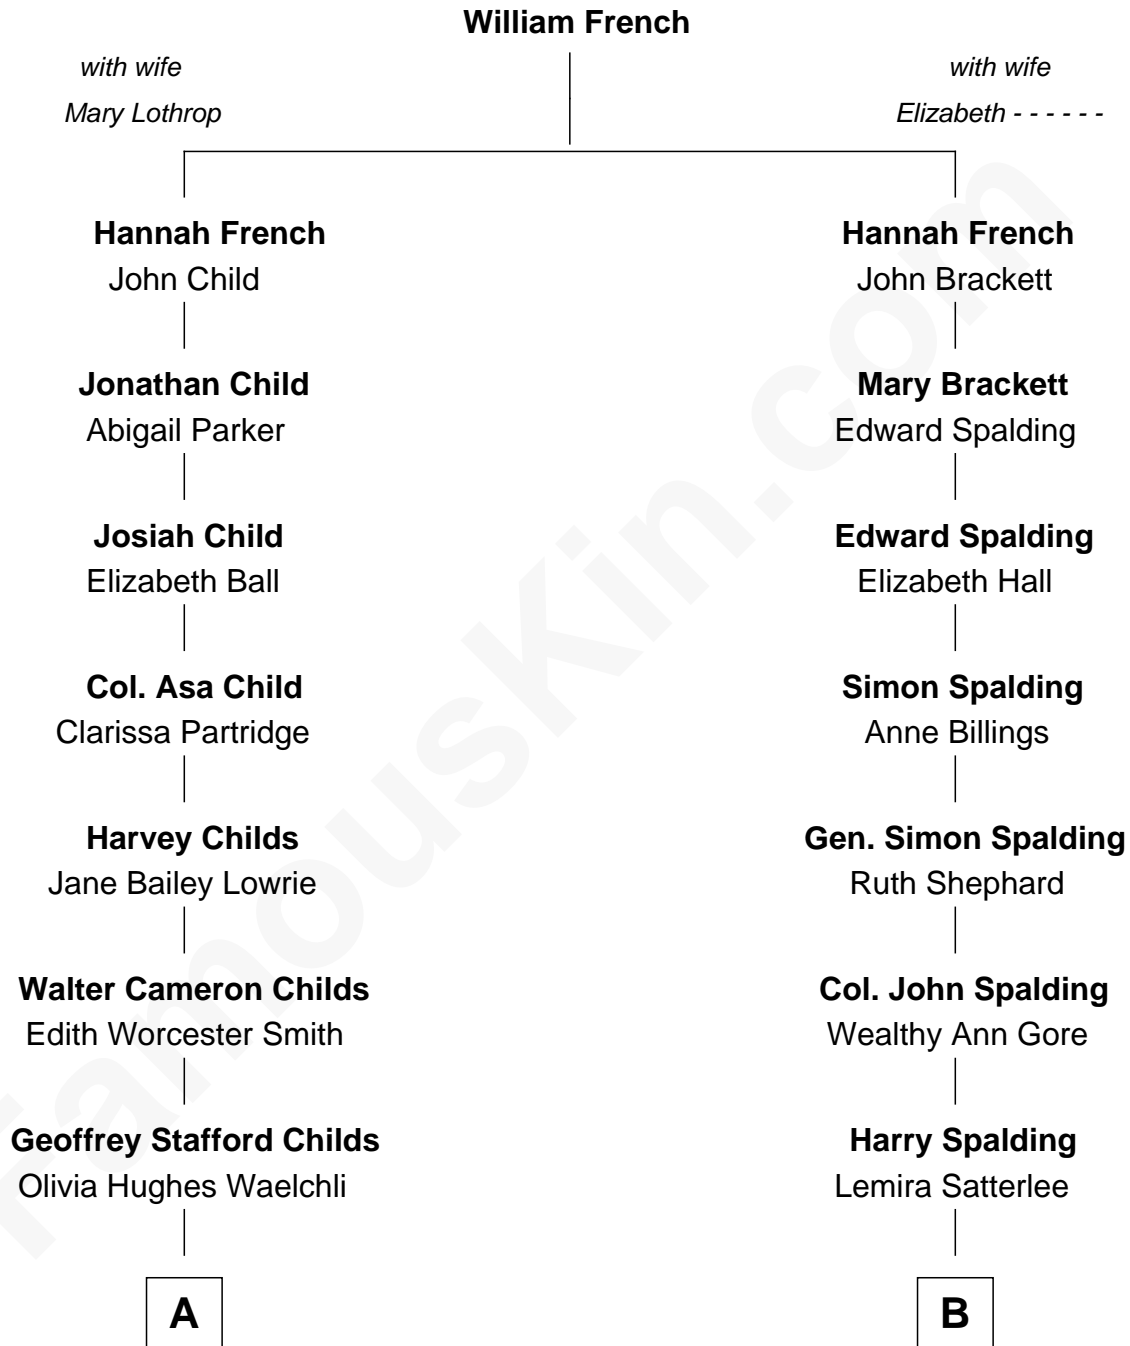 William French
with wife
Mary Lothrop
with wife
Elizabeth - - - - - -
Hannah French
John Child
Hannah French
John Brackett
Jonathan Child
Abigail Parker
Mary Brackett
Edward Spalding
Josiah Child
Elizabeth Ball
Edward Spalding
Elizabeth Hall
Col. Asa Child
Clarissa Partridge
Simon Spalding
Anne Billings
Harvey Childs
Jane Bailey Lowrie
Gen. Simon Spalding
Ruth Shephard
Walter Cameron Childs
Edith Worcester Smith
Col. John Spalding
Wealthy Ann Gore
Geoffrey Stafford Childs
Olivia Hughes Waelchli
Harry Spalding
Lemira Satterlee
A
B
FamousKin.com